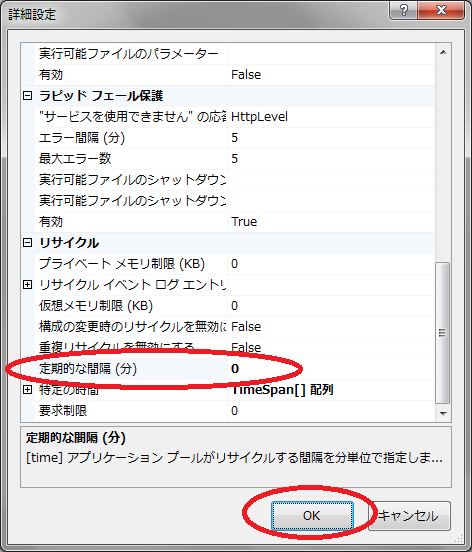 詳細設定
実行可能ファイルのパラメーター
有効 False
ラピッド フェール保護
"サービスを使用できません" の応答 HttpLevel
エラー間隔 (分) 5
最大エラー数 5
実行可能ファイルのシャットダウン
実行可能ファイルのシャットダウン
有効 True
リサイクル
プライベート メモリ制限 (KB) 0
リサイクル イベント ログ エントリ
仮想メモリ制限 (KB) 0
構成の変更時のリサイクルを無効に False
重複リサイクルを無効にする False
定期的な間隔 (分) 0
特定の時間 TimeSpan[] 配列
要求制限 0
定期的な間隔 (分)
[time] アプリケーション プールがリサイクルする間隔を分単位で指定しま...
OK キャンセル